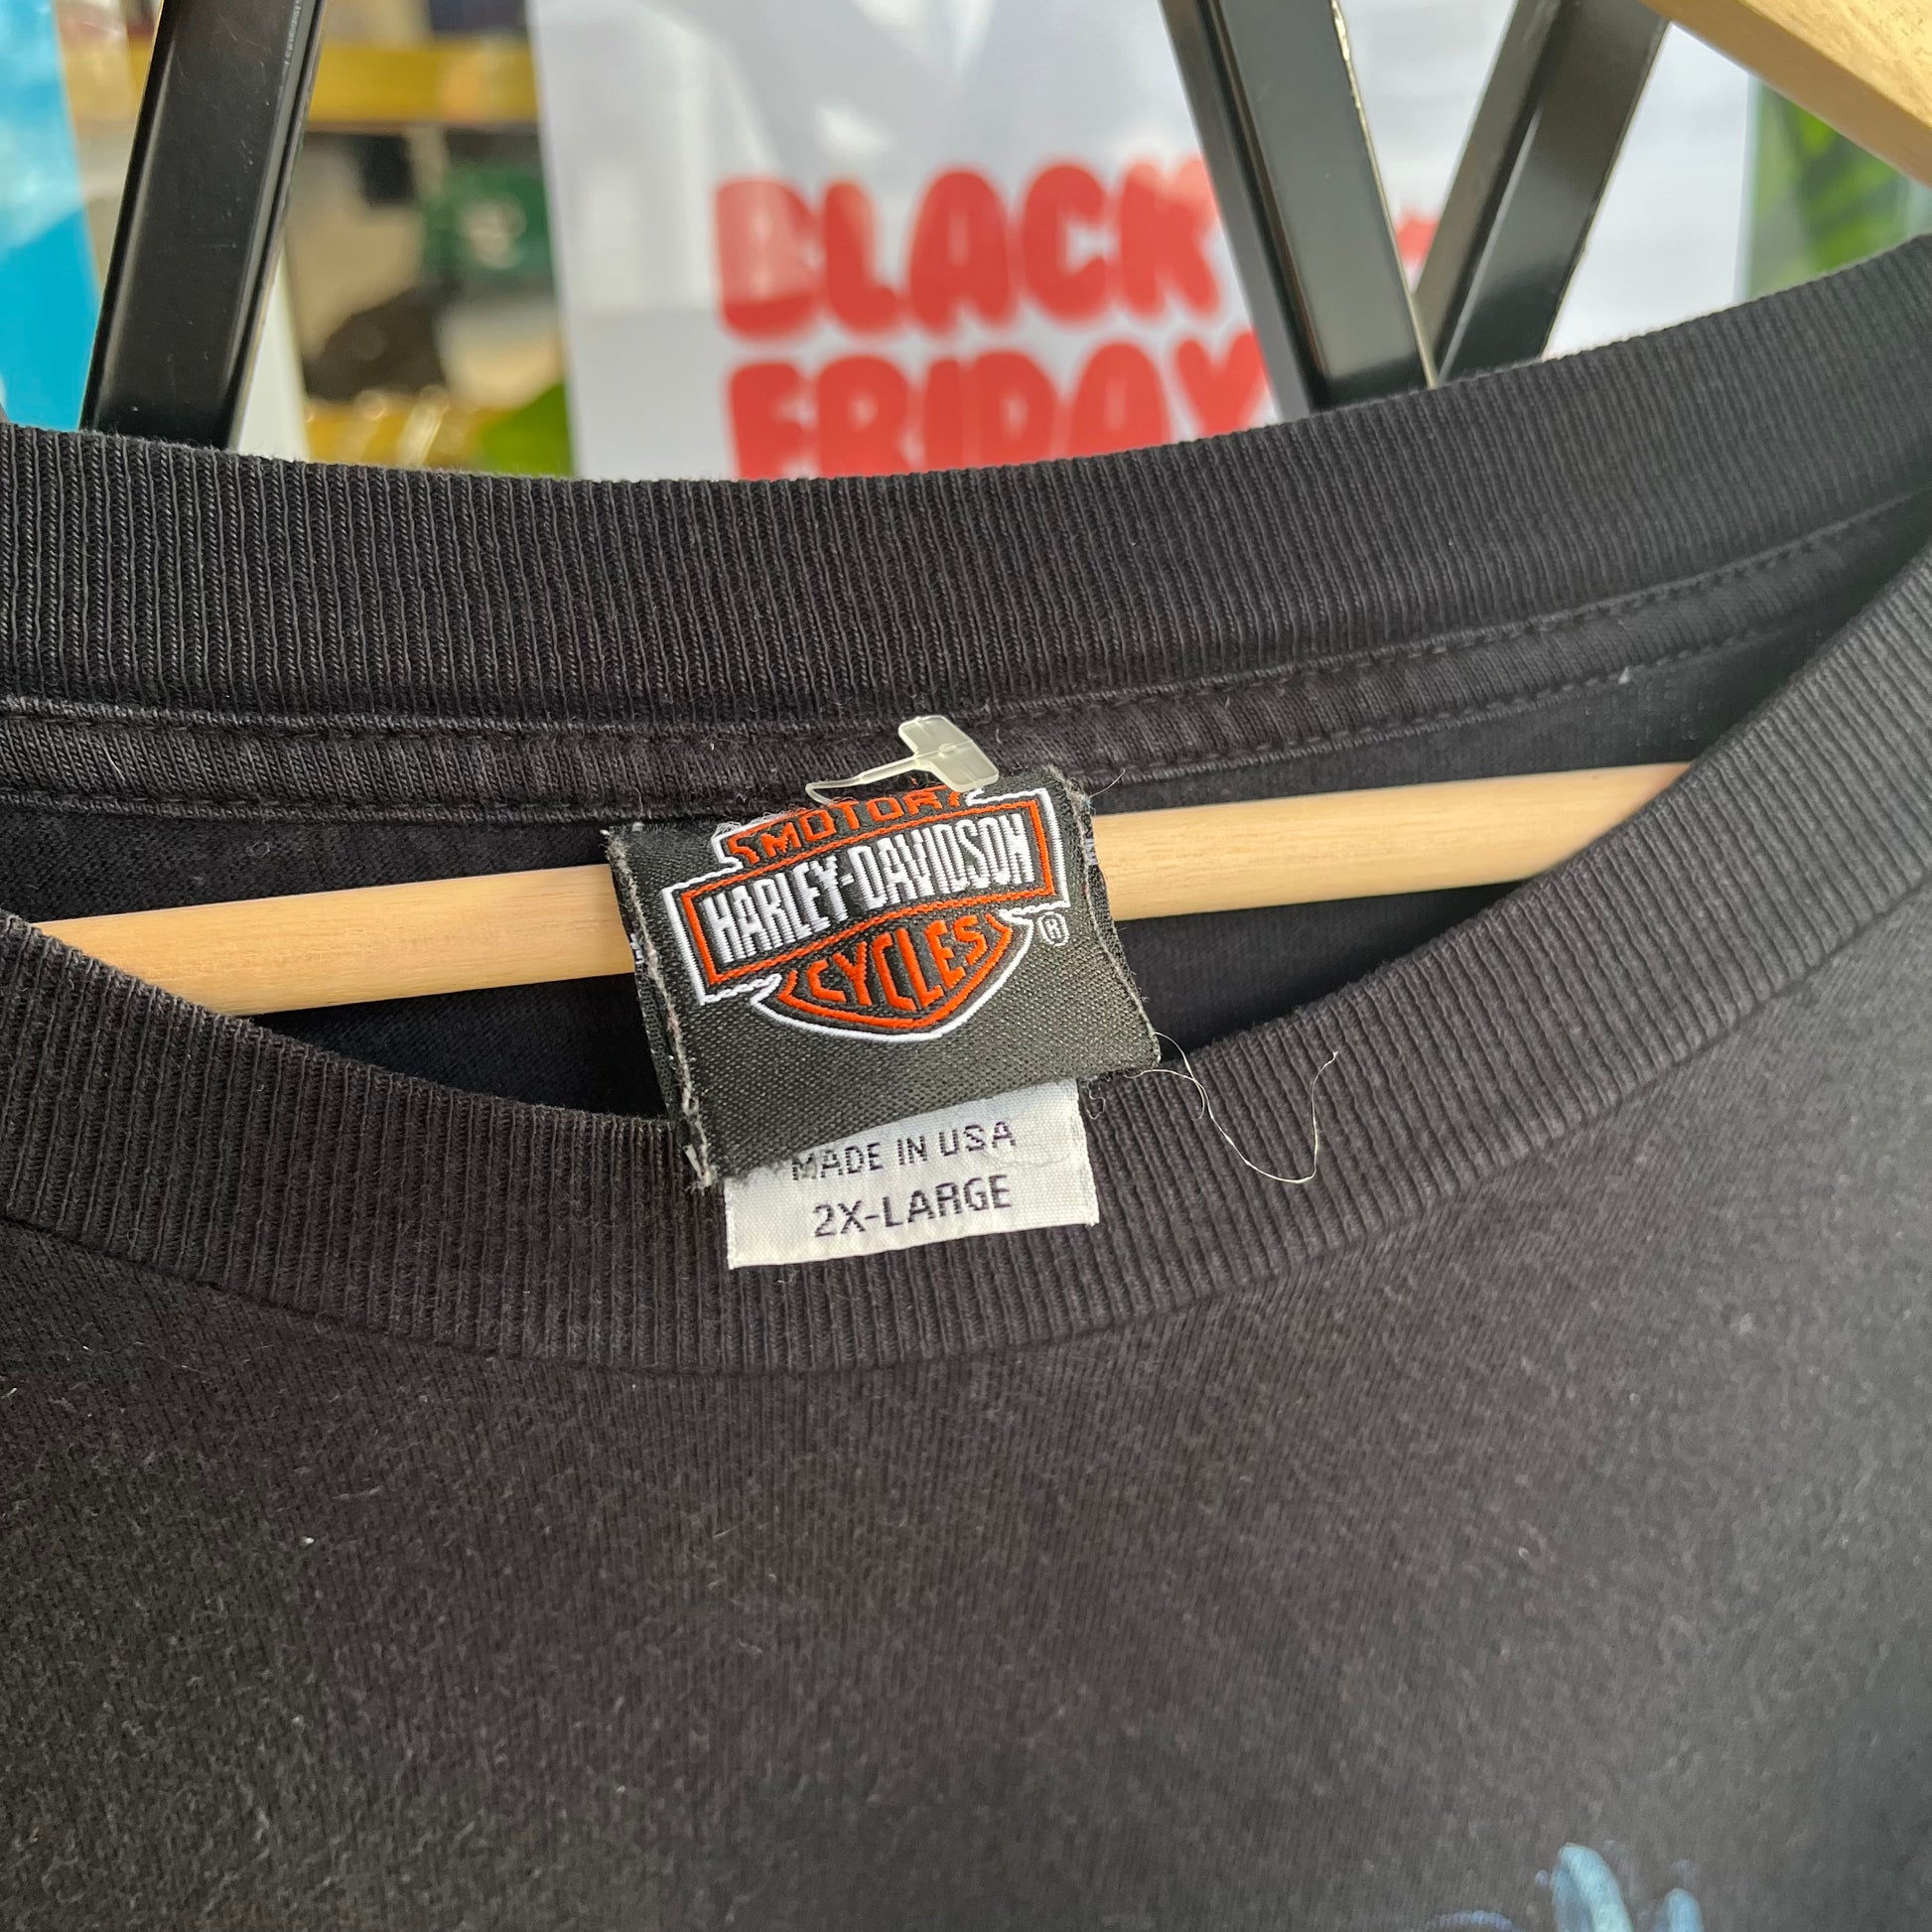 BLACK
FRIDAY
MOTOR
HARLEY-DAVIDSON
CYCLES
®
MADE IN USA
2X-LARGE